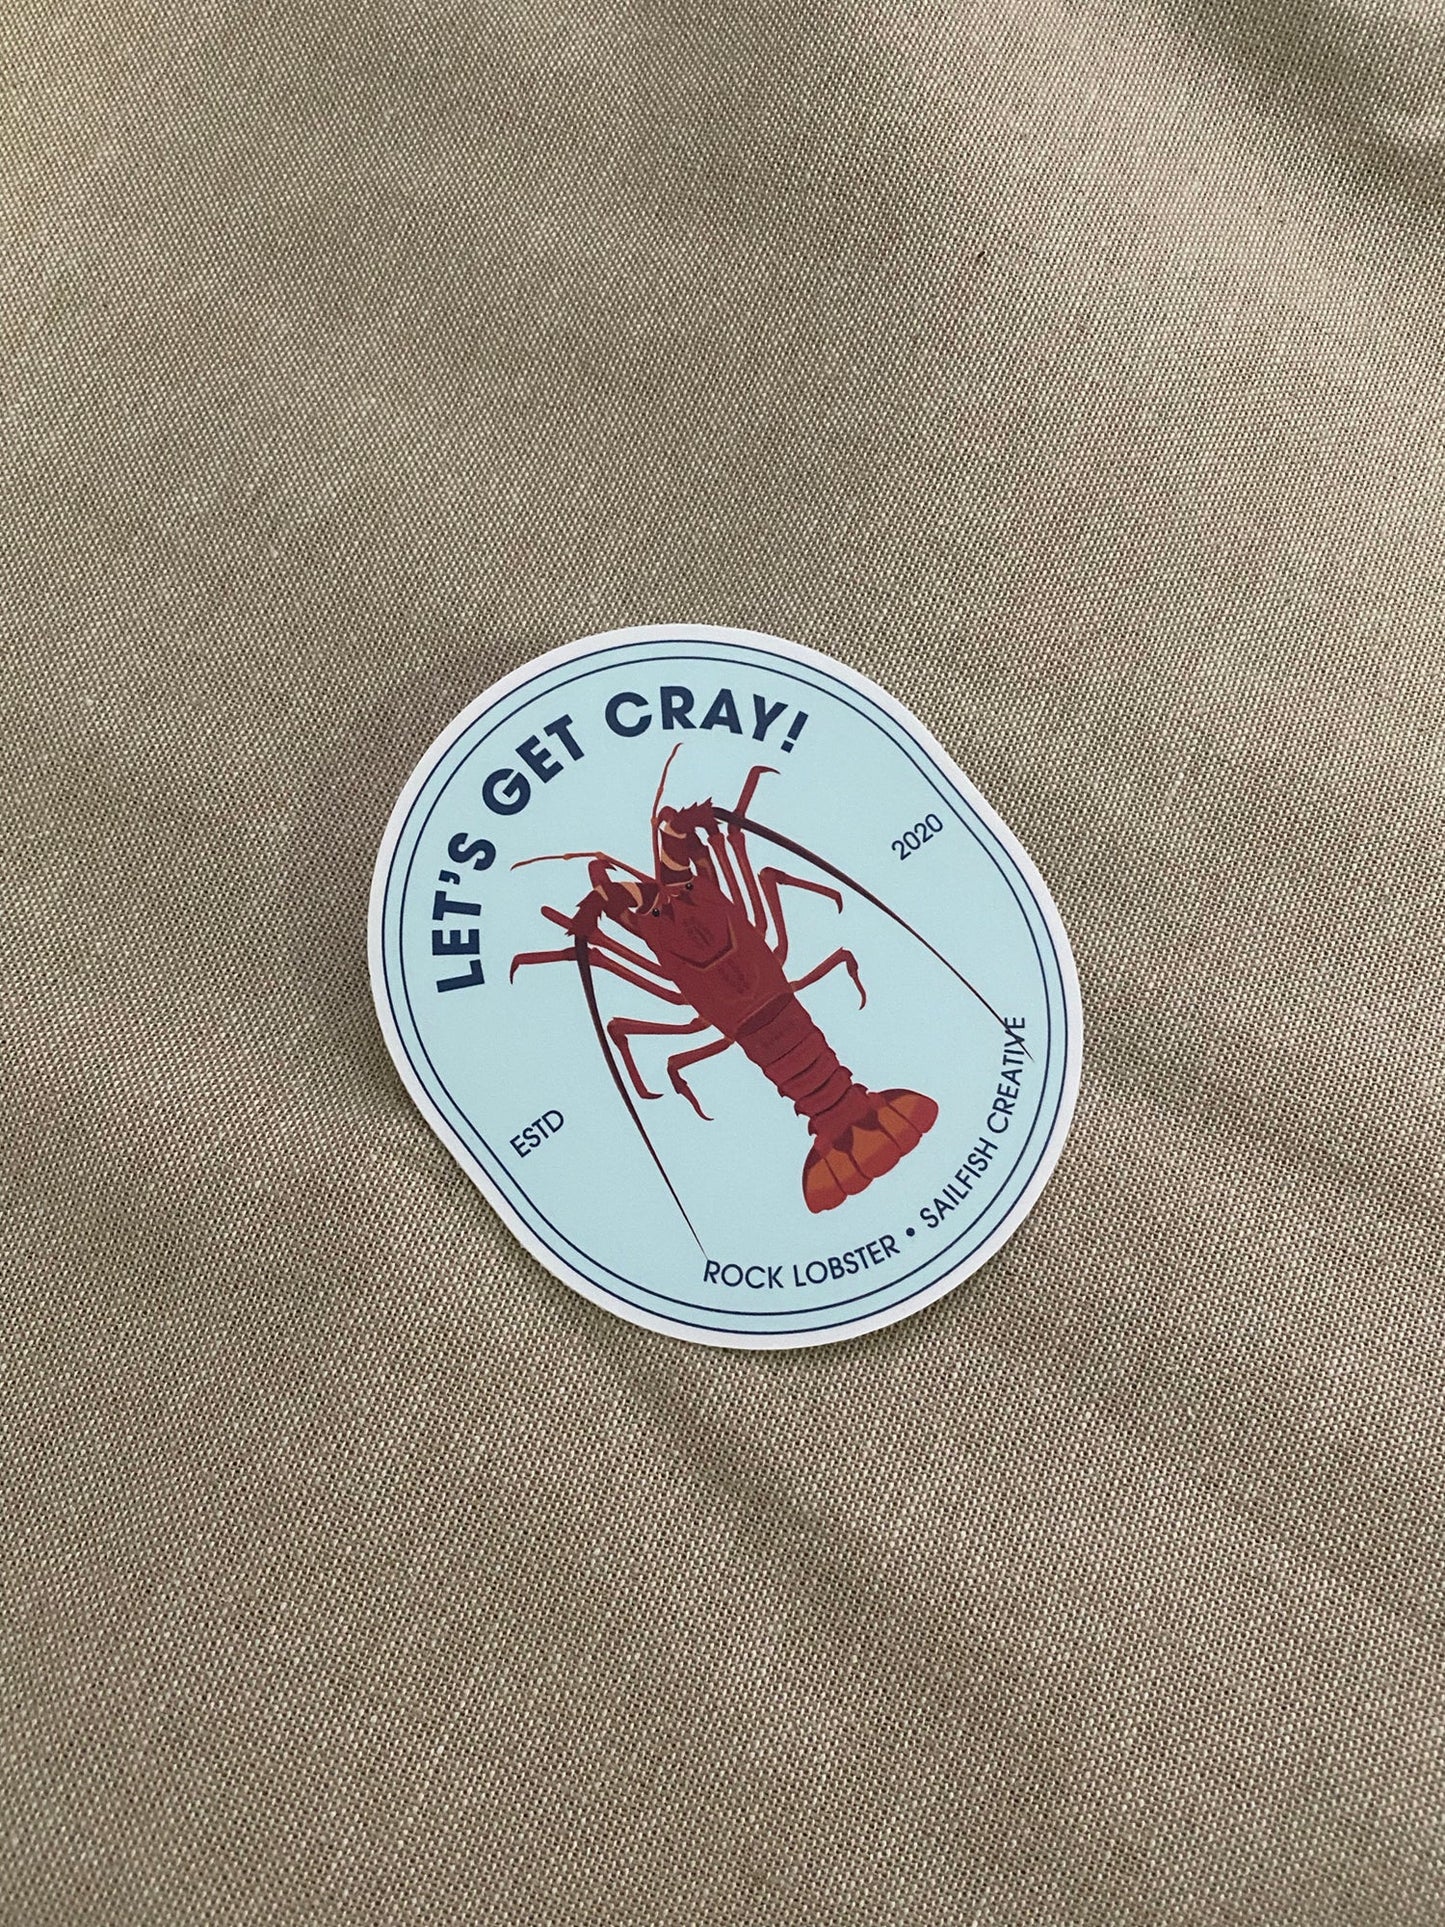 LET'S GET CRAY!
ESTD
2020
ROCK LOBSTER • SAILFISH CREATIVE